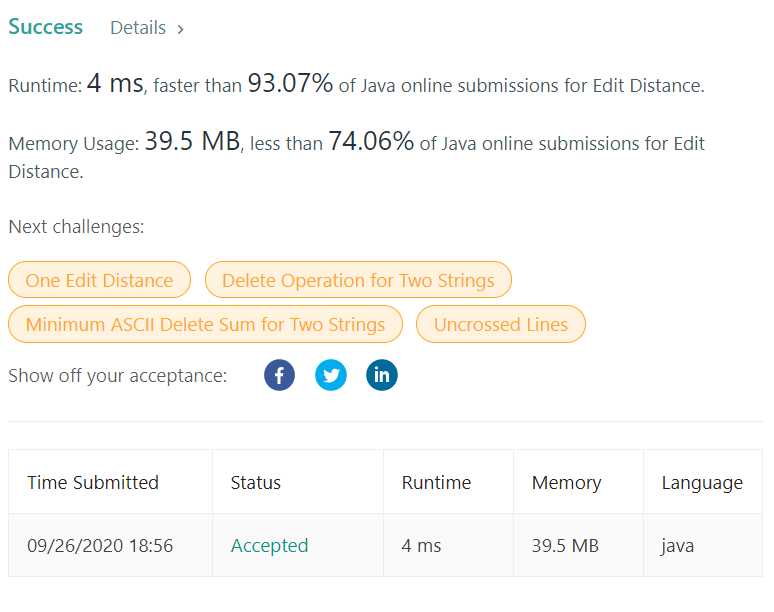 Success Details >
Runtime: 4 ms, faster than 93.07% of Java online submissions for Edit Distance.
Memory Usage: 39.5 MB, less than 74.06% of Java online submissions for Edit
Distance.
Next challenges:
One Edit Distance Delete Operation for Two Strings
Minimum ASCII Delete Sum for Two Strings Uncrossed Lines
Show off your acceptance: f in
Time Submitted Status Runtime Memory Language
09/26/2020 18:56 Accepted 4 ms 39.5 MB java